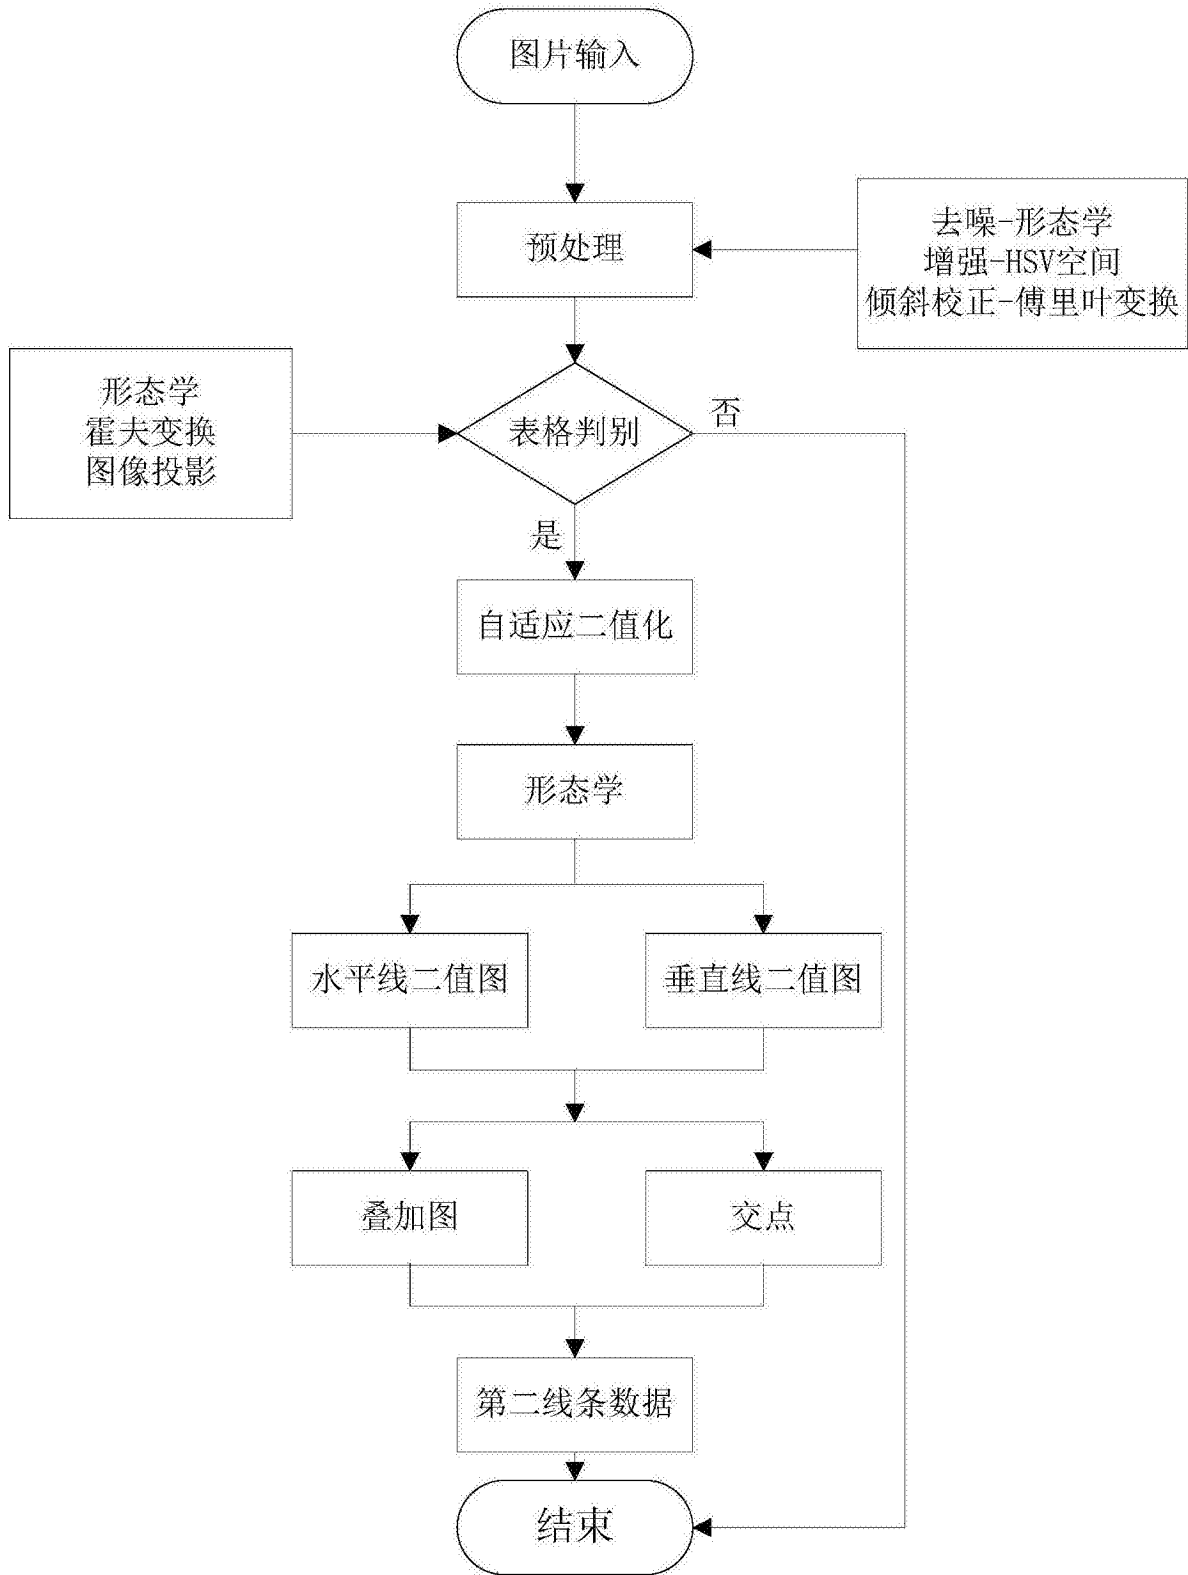 图片输入
预处理
去噪-形态学
增强-HSV空间
倾斜校正-傅里叶变换
形态学
霍夫变换
图像投影
表格判别
否
是
自适应二值化
形态学
水平线二值图
垂直线二值图
叠加图
交点
第二线条数据
结束